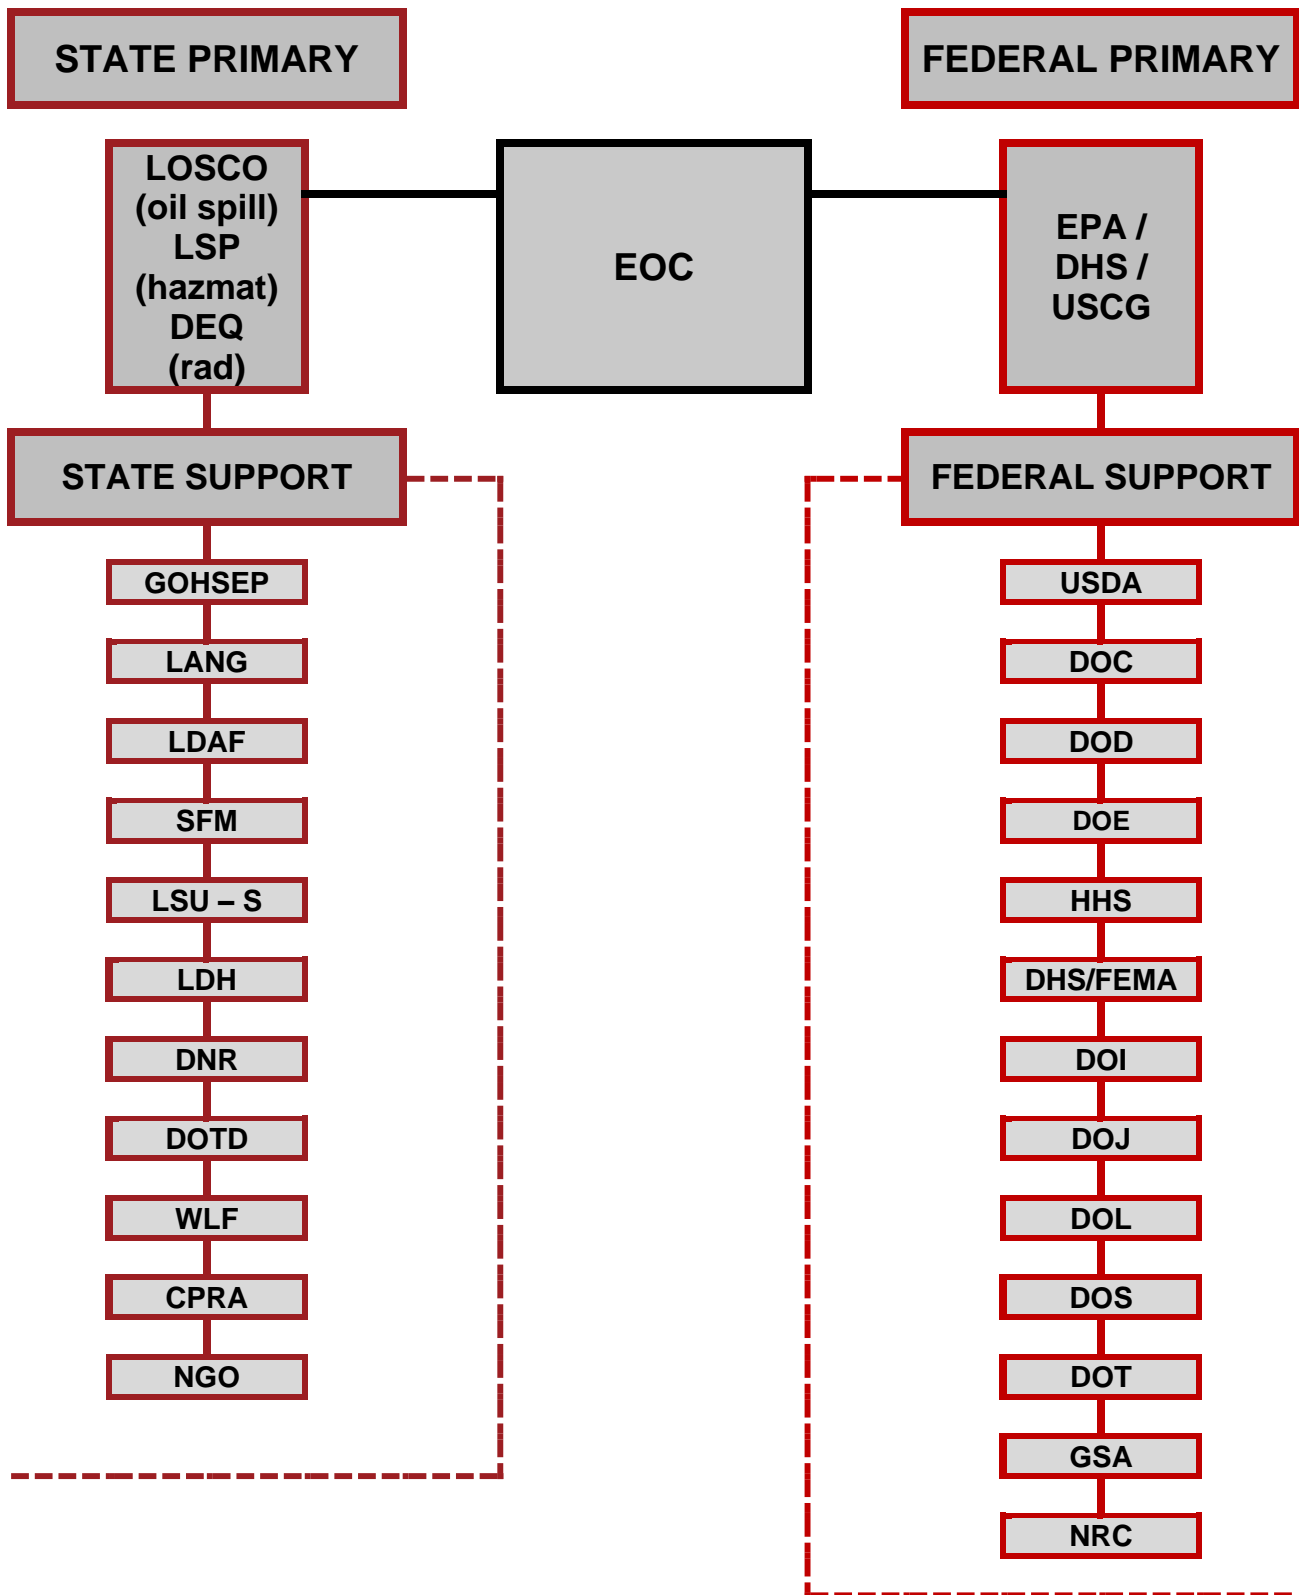 STATE PRIMARY
FEDERAL PRIMARY
LOSCO
(oil spill)
LSP
(hazmat)
DEQ
(rad)
EOC
EPA /
DHS /
USCG
STATE SUPPORT
GOHSEP
LANG
LDAF
SFM
LSU – S
LDH
DNR
DOTD
WLF
CPRA
NGO
FEDERAL SUPPORT
USDA
DOC
DOD
DOE
HHS
DHS/FEMA
DOI
DOJ
DOL
DOS
DOT
GSA
NRC